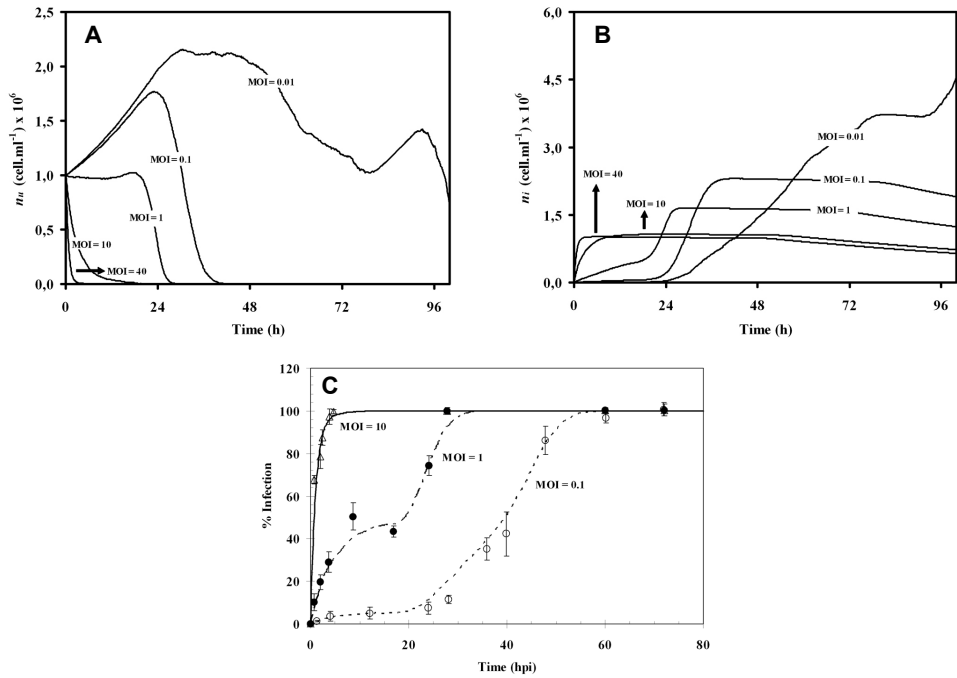 A
2,5
2,0
1,5
1,0
0,5
0,0
n_u (cell.ml⁻¹) x 10⁶
MOI = 0.01
MOI = 0.1
MOI = 1
MOI = 10
MOI = 40
0
24
48
72
96
Time (h)
B
6,0
4,5
3,0
1,5
0,0
n_i (cell.ml⁻¹) x 10⁶
MOI = 0.01
MOI = 40
MOI = 10
MOI = 0.1
MOI = 1
0
24
48
72
96
Time (h)
C
120
100
80
60
40
20
0
% Infection
MOI = 10
MOI = 1
MOI = 0.1
0
20
40
60
80
Time (hpi)